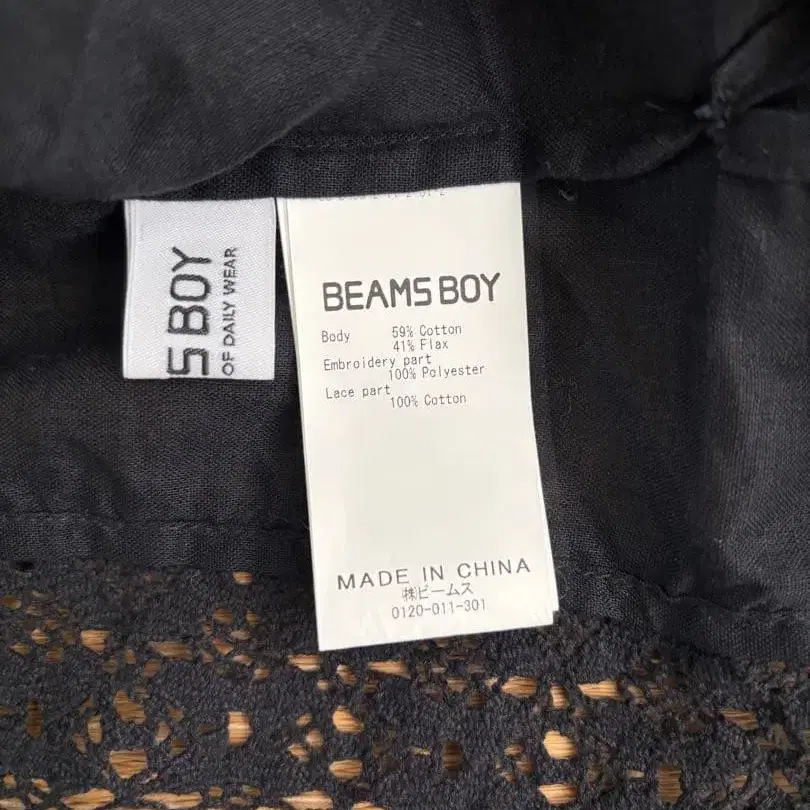 S BOY
OF DAILY WEAR
BEAMS BOY
Body 59% Cotton
41% Flax
Embroidery part
100% Polyester
Lace part
100% Cotton
MADE IN CHINA
㈱ビームス
0120-011-301